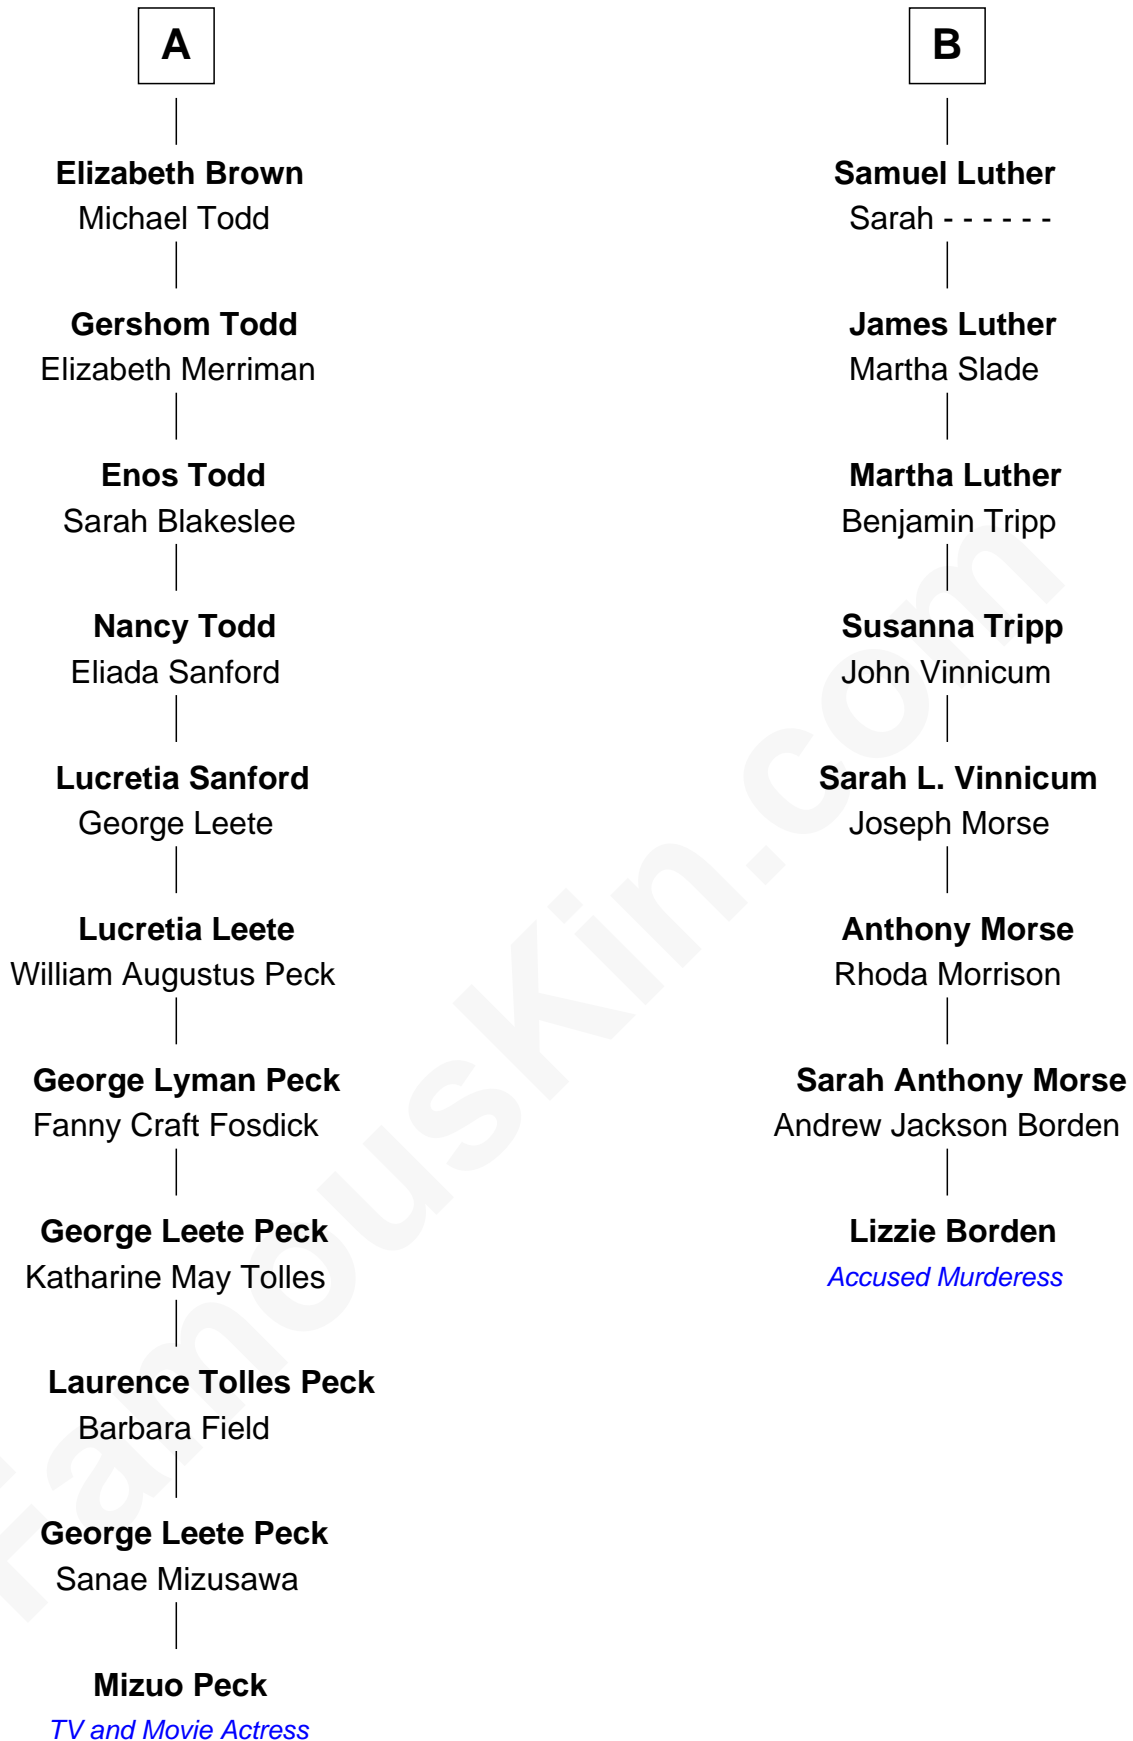 A
Elizabeth Brown
Michael Todd
Gershom Todd
Elizabeth Merriman
Enos Todd
Sarah Blakeslee
Nancy Todd
Eliada Sanford
Lucretia Sanford
George Leete
Lucretia Leete
William Augustus Peck
George Lyman Peck
Fanny Craft Fosdick
George Leete Peck
Katharine May Tolles
Laurence Tolles Peck
Barbara Field
George Leete Peck
Sanae Mizusawa
Mizuo Peck
TV and Movie Actress
B
Samuel Luther
Sarah - - - - - -
James Luther
Martha Slade
Martha Luther
Benjamin Tripp
Susanna Tripp
John Vinnicum
Sarah L. Vinnicum
Joseph Morse
Anthony Morse
Rhoda Morrison
Sarah Anthony Morse
Andrew Jackson Borden
Lizzie Borden
Accused Murderess
FamousKin.com